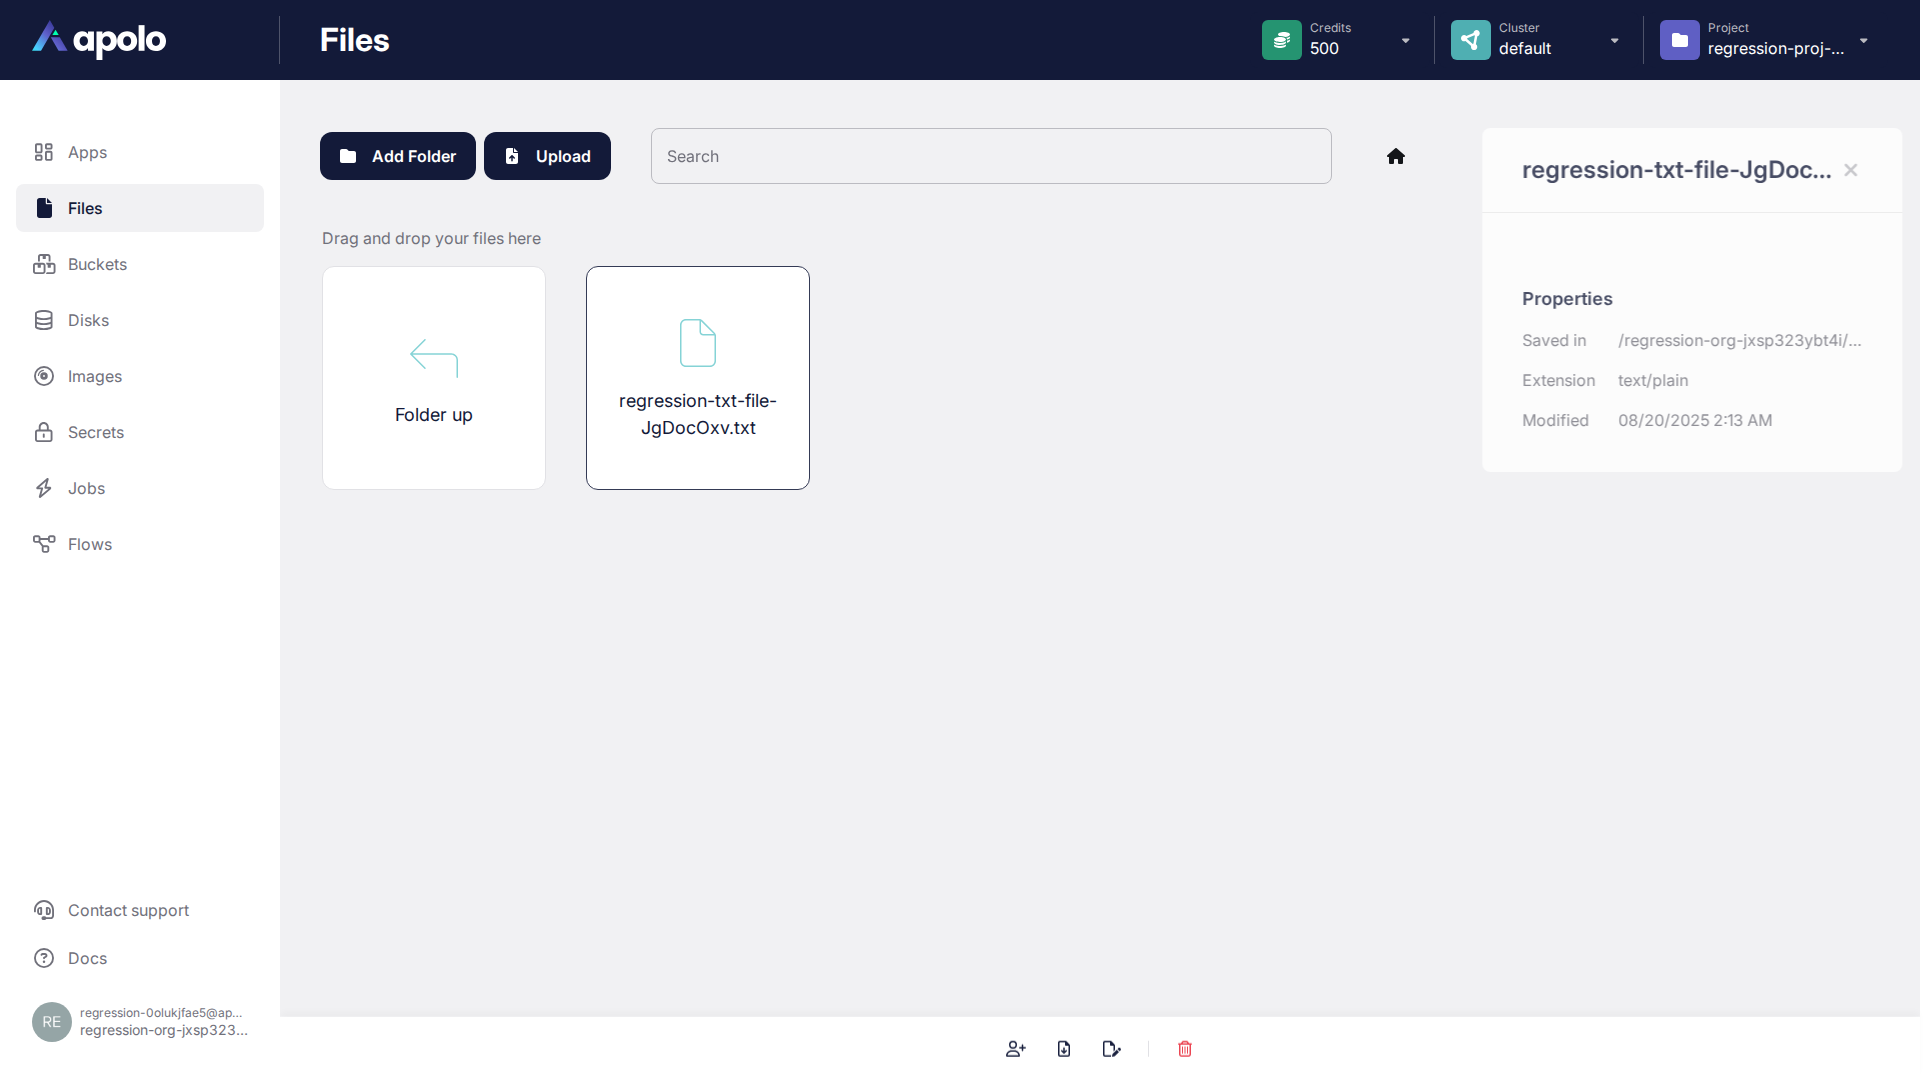 apolo
Files
Credits
500
Cluster
default
Project
regression-proj-...
Apps
Files
Buckets
Disks
Images
Secrets
Jobs
Flows
Contact support
Docs
RE
regression-0olukjfae5@ap...
regression-org-jxsp323...
Add Folder
Upload
Search
Drag and drop your files here
Folder up
regression-txt-file-
JgDocOxv.txt
regression-txt-file-JgDoc...
Properties
Saved in /regression-org-jxsp323ybt4i/...
Extension text/plain
Modified 08/20/2025 2:13 AM